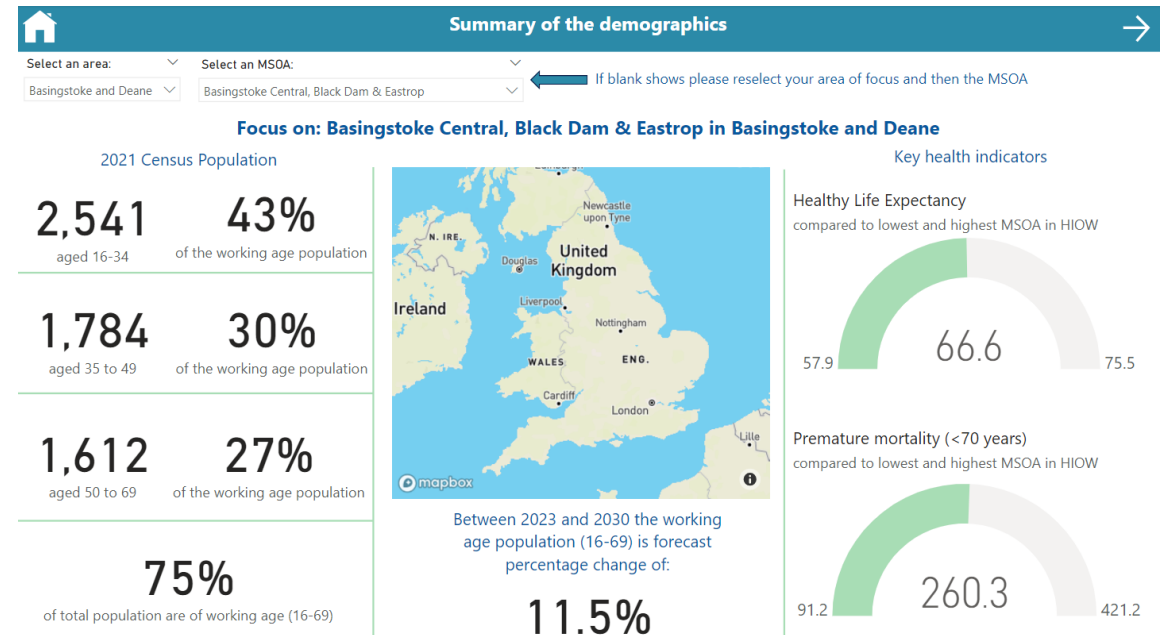 Summary of the demographics
Select an area:
Select an MSOA:
Basingstoke and Deane
Basingstoke Central, Black Dam & Eastrop
If blank shows please reselect your area of focus and then the MSOA
Focus on: Basingstoke Central, Black Dam & Eastrop in Basingstoke and Deane
2021 Census Population
2,541
aged 16-34
43%
of the working age population
1,784
aged 35 to 49
30%
of the working age population
1,612
aged 50 to 69
27%
of the working age population
75%
of total population are of working age (16-69)
Newcastle
upon Tyne
N. IRE.
Douglas
United
Kingdom
Ireland
Liverpool
Nottingham
WALES
ENG.
Cardiff
London
Lille
mapbox
Between 2023 and 2030 the working
age population (16-69) is forecast
percentage change of:
11.5%
Key health indicators
Healthy Life Expectancy
compared to lowest and highest MSOA in HIOW
66.6
57.9
75.5
Premature mortality (<70 years)
compared to lowest and highest MSOA in HIOW
260.3
91.2
421.2